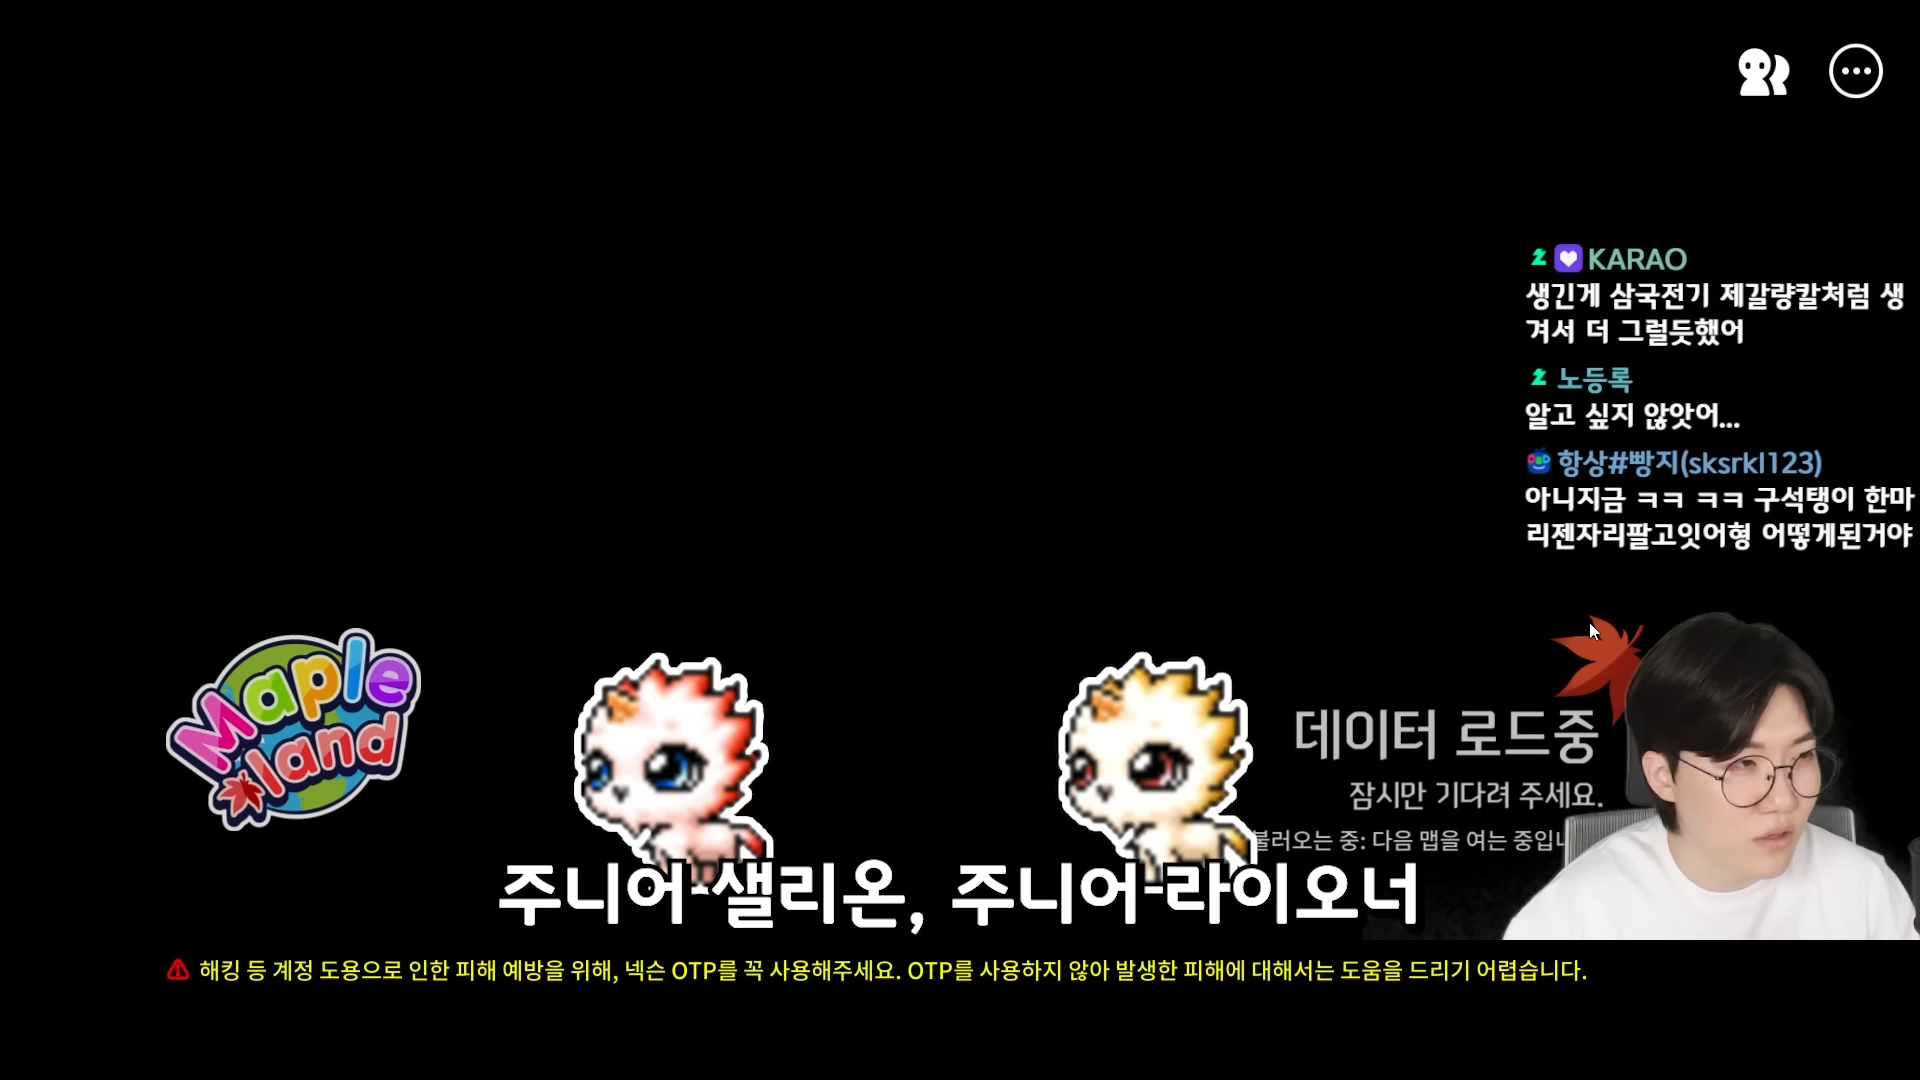 KARAO
생긴게 삼국전기 제갈량칼처럼 생
겨서 더 그럴듯했어
노등록
알고 싶지 않앗어...
항상#빵지(sksrkl123)
아니지금 ㅋㅋ ㅋㅋ 구석탱이 한마
리젠자리팔고잇어형 어떻게된거야
Maple
land
데이터 로드중
잠시만 기다려 주세요.
불러오는 중: 다음 맵을 여는 중입니
주니어-샐리온, 주니어-라이오너
해킹 등 계정 도용으로 인한 피해 예방을 위해, 넥슨 OTP를 꼭 사용해주세요. OTP를 사용하지 않아 발생한 피해에 대해서는 도움을 드리기 어렵습니다.